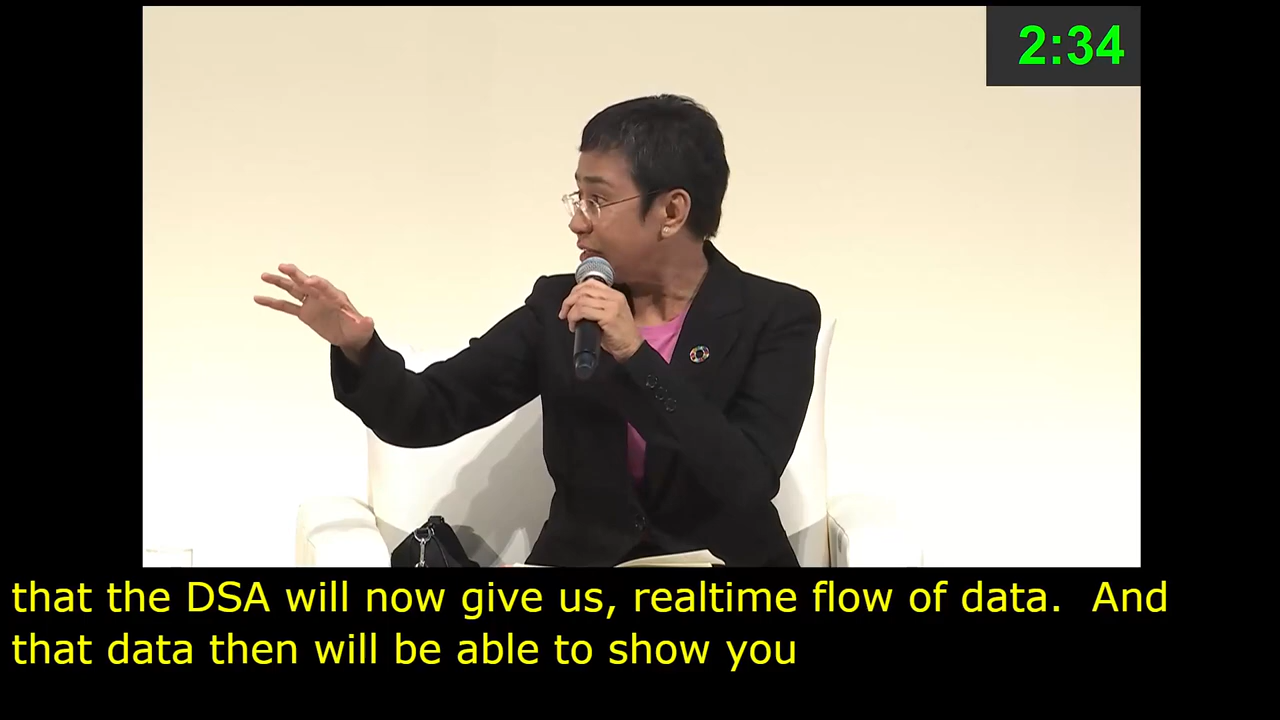 2:34
that the DSA will now give us, realtime flow of data.  And
that data then will be able to show you